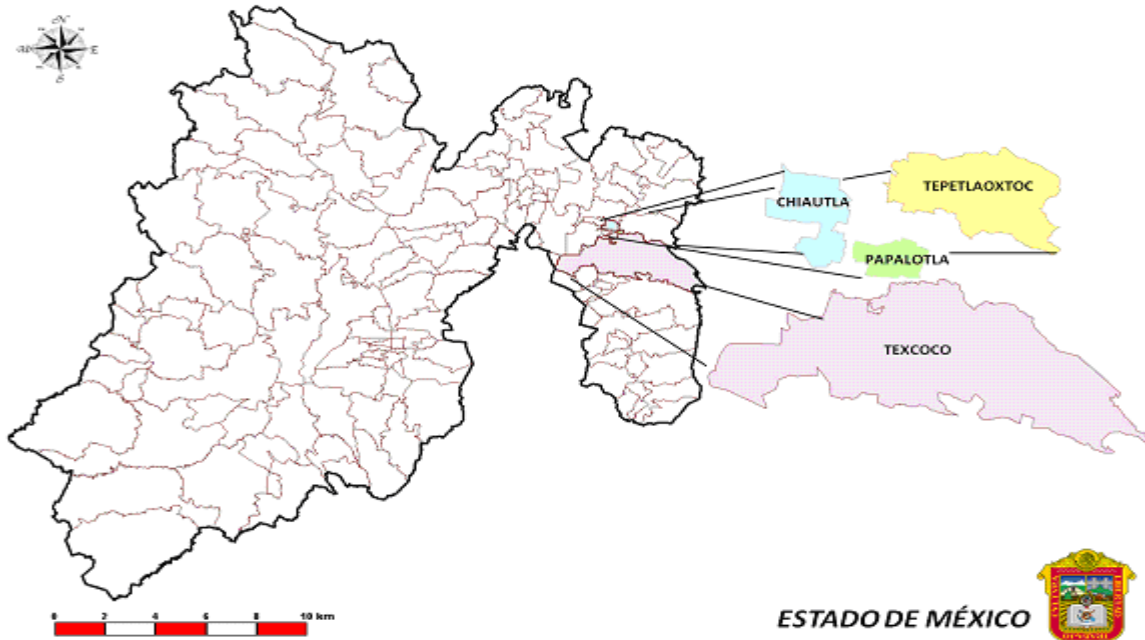 N
E
S
TEPETLAOXTOC
CHIAUTLA
PAPALOTLA
TEXCOCO
0 2 4 6 8 10 km
ESTADO DE MÉXICO